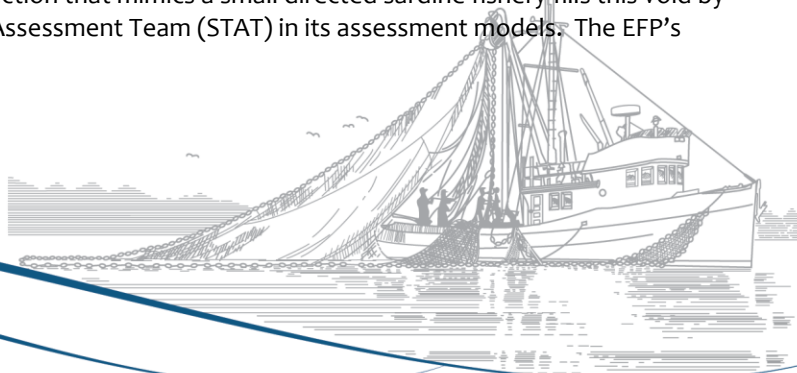 ction that mimics a small directed sardine fishery fills this void by
Assessment Team (STAT) in its assessment models. The EFP's